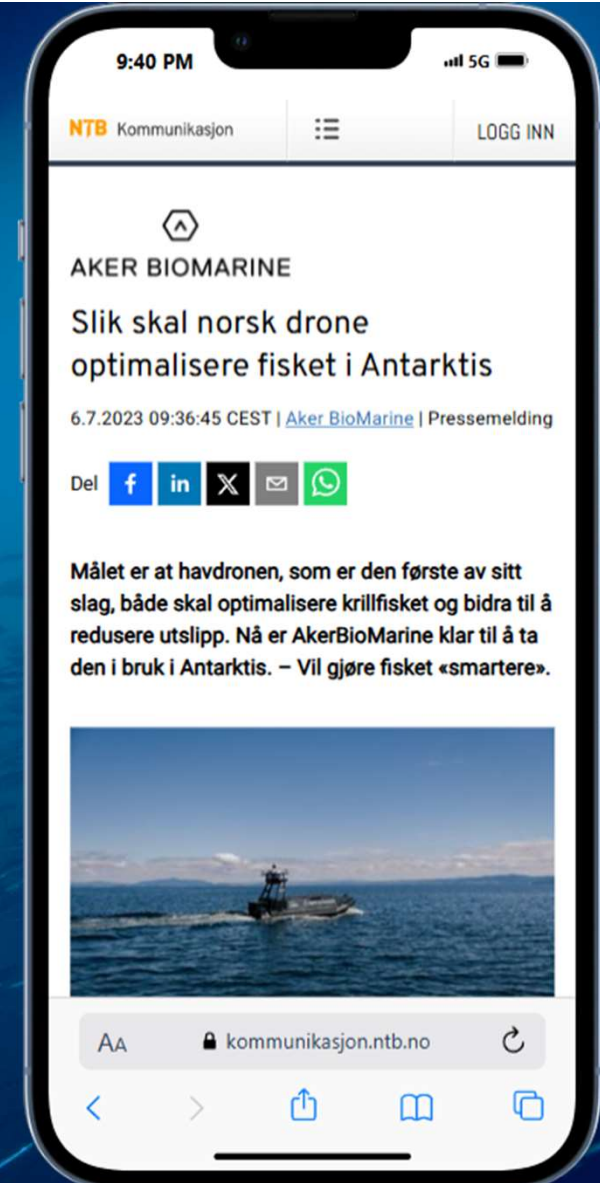 9:40 PM
5G
NTB Kommunikasjon
LOGG INN
AKER BIOMARINE
Slik skal norsk drone
optimalisere fisket i Antarktis
6.7.2023 09:36:45 CEST | Aker BioMarine | Pressemelding
Del
Målet er at havdronen, som er den første av sitt
slag, både skal optimalisere krillfisket og bidra til å
redusere utslipp. Nå er AkerBioMarine klar til å ta
den i bruk i Antarktis. – Vil gjøre fisket «smartere».
AA
kommunikasjon.ntb.no